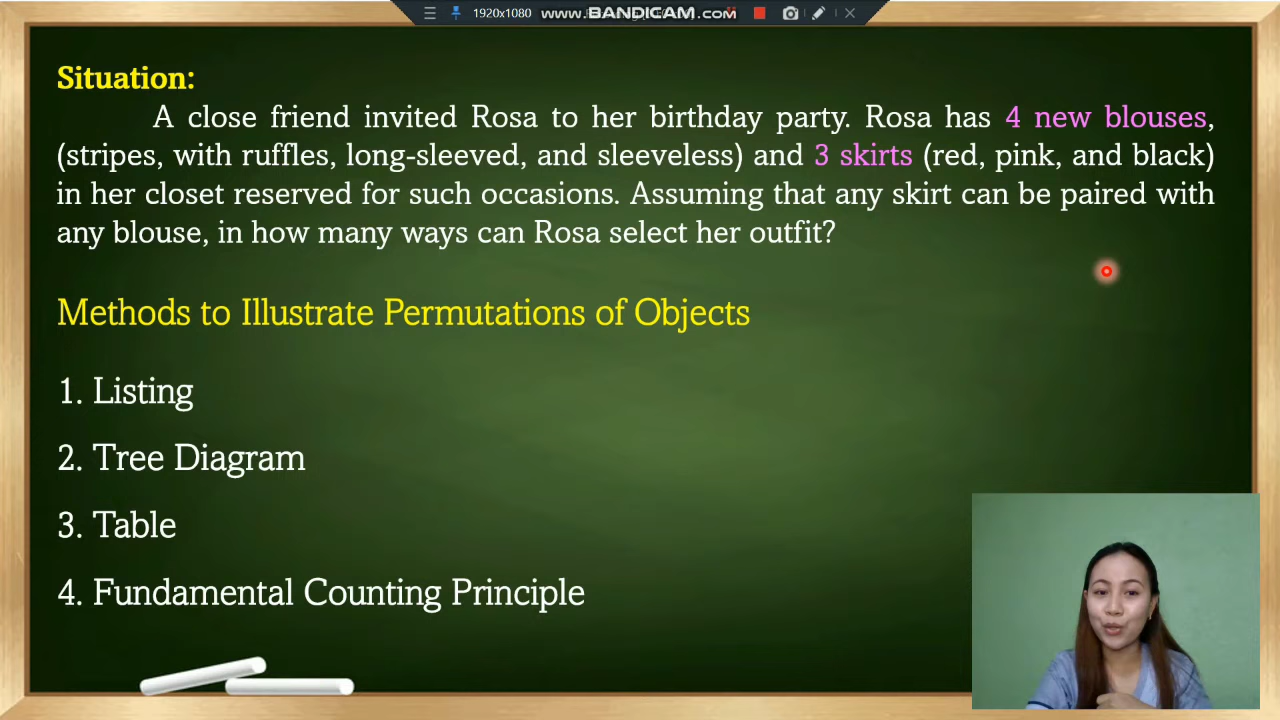 1920x1080 www.BANDICAM.com
Situation:
A close friend invited Rosa to her birthday party. Rosa has 4 new blouses,
(stripes, with ruffles, long-sleeved, and sleeveless) and 3 skirts (red, pink, and black)
in her closet reserved for such occasions. Assuming that any skirt can be paired with
any blouse, in how many ways can Rosa select her outfit?
Methods to Illustrate Permutations of Objects
1. Listing
2. Tree Diagram
3. Table
4. Fundamental Counting Principle